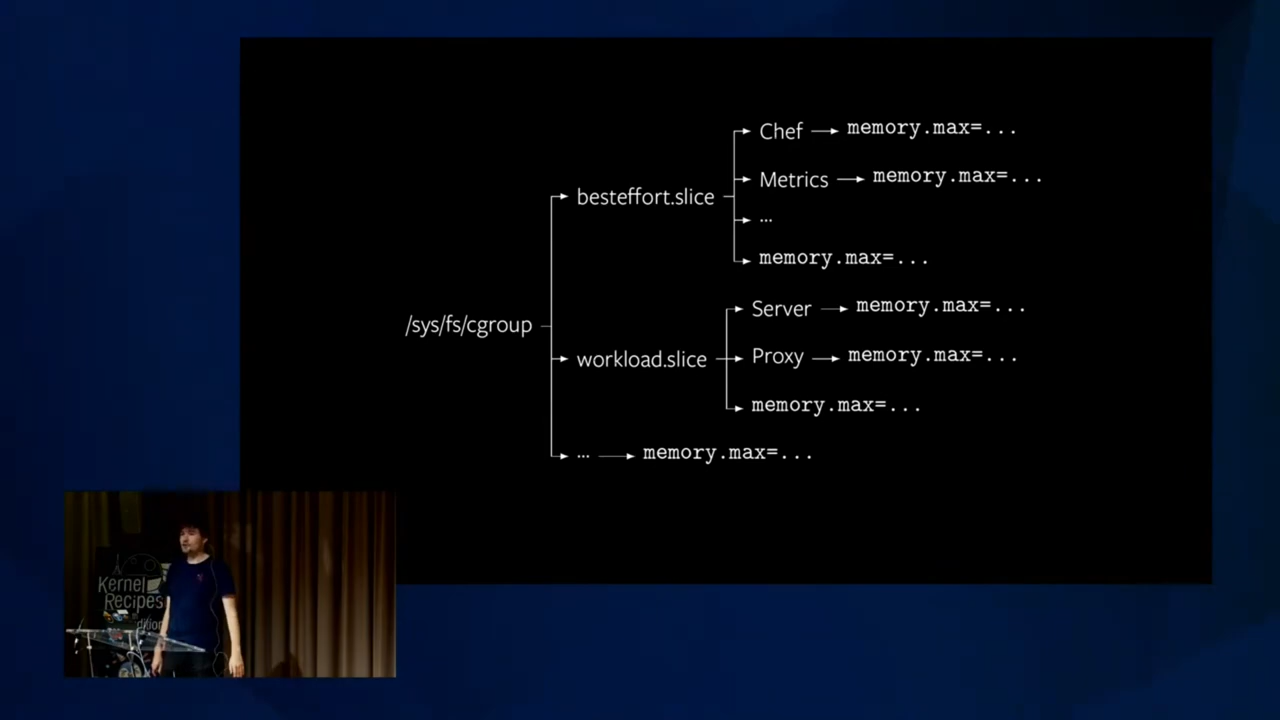 Chef memory.max=...
Metrics memory.max=...
besteffort.slice
...
memory.max=...
Server memory.max=...
/sys/fs/cgroup
workload.slice
Proxy memory.max=...
memory.max=...
... memory.max=...
Kernel
Recipes
dition